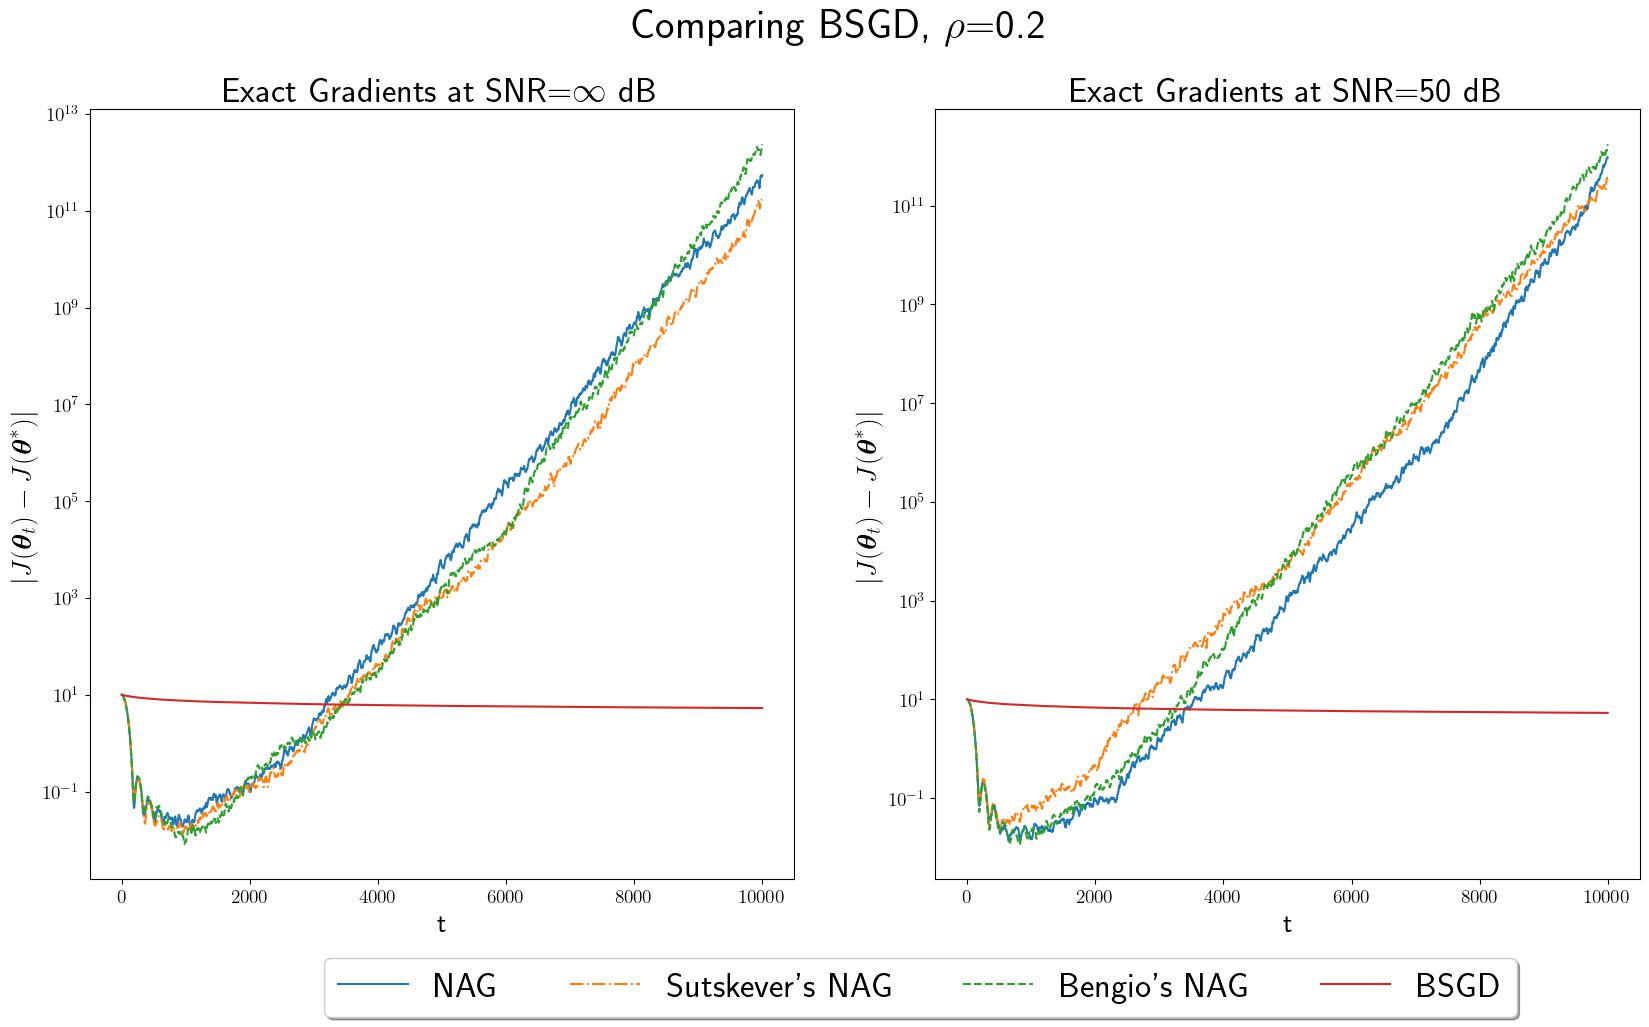 Comparing BSGD, ρ=0.2
Exact Gradients at SNR=∞ dB
10^13
10^11
10^9
10^7
10^5
10^3
10^1
10^−1
|J(θ_t) − J(θ*)|
0 2000 4000 6000 8000 10000
t
Exact Gradients at SNR=50 dB
10^11
10^9
10^7
10^5
10^3
10^1
10^−1
|J(θ_t) − J(θ*)|
0 2000 4000 6000 8000 10000
t
NAG Sutskever's NAG Bengio's NAG BSGD